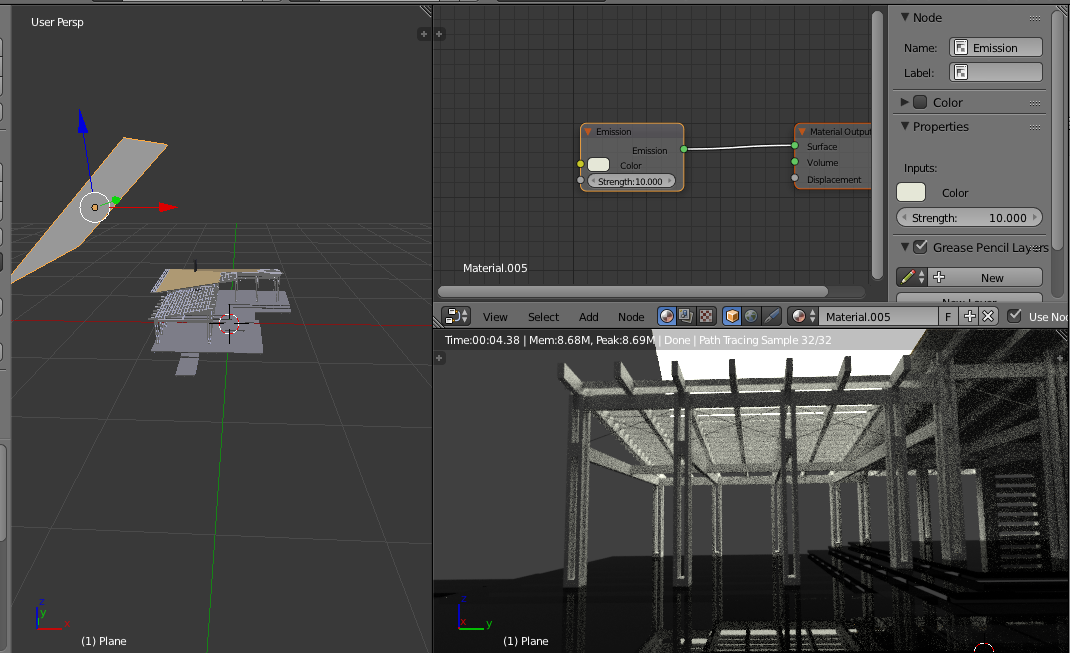 User Persp
(1) Plane
z
y
x
Emission
Emission
Color
Strength:10.000
Material Output
Surface
Volume
Displacement
Material.005
Node
Name: Emission
Label:
Color
Properties
Inputs:
Color
Strength: 10.000
Grease Pencil Layers
New
New Layer
View Select Add Node Material.005 F Use Noc
Time:00:04.38 | Mem:8.68M, Peak:8.69M | Done | Path Tracing Sample 32/32
z
x
y
(1) Plane